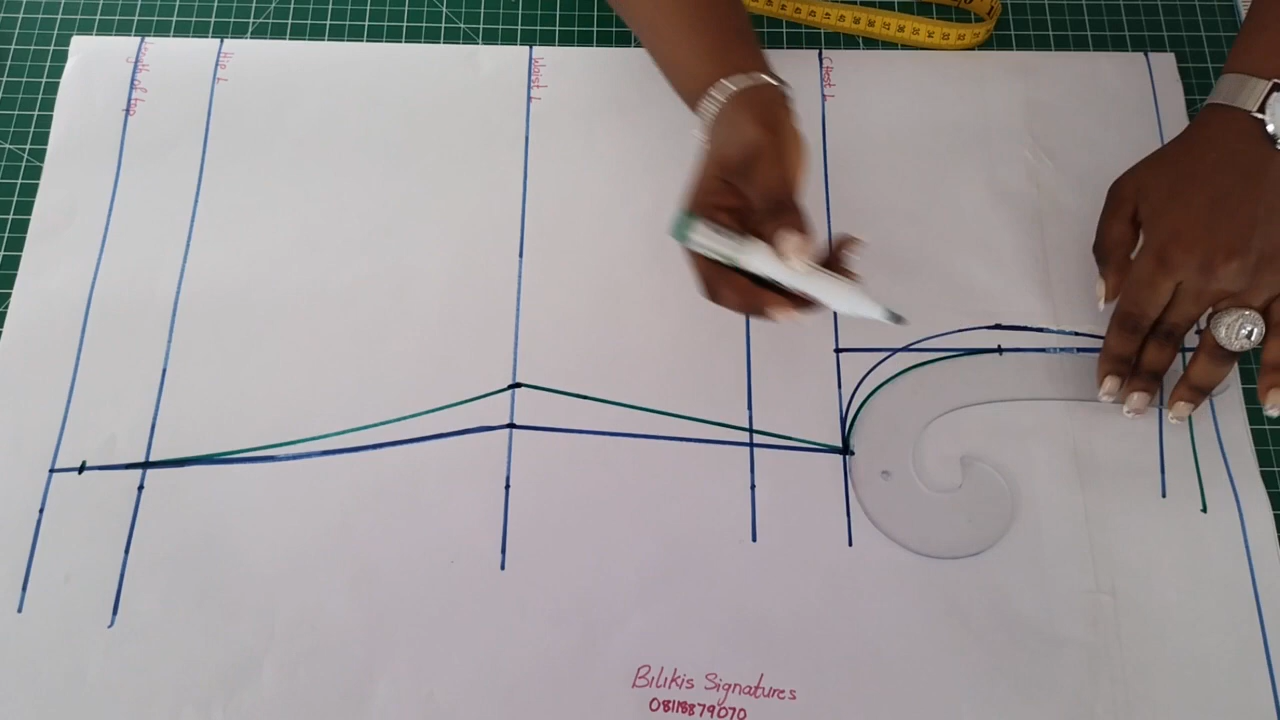 Length of top
Hip L
Waist L
Chest L
Bilikis Signatures
08118879070